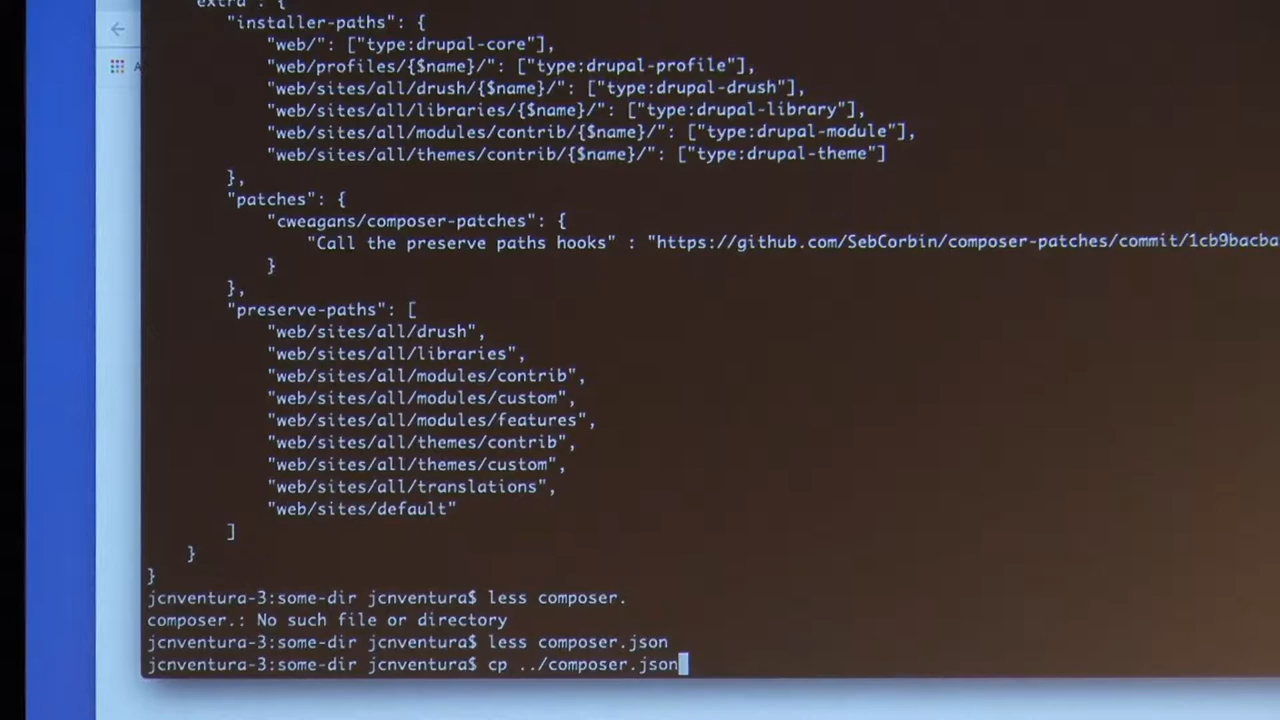 "extra": {
"installer-paths": {
"web/": ["type:drupal-core"],
"web/profiles/{$name}/": ["type:drupal-profile"],
"web/sites/all/drush/{$name}/": ["type:drupal-drush"],
"web/sites/all/libraries/{$name}/": ["type:drupal-library"],
"web/sites/all/modules/contrib/{$name}/": ["type:drupal-module"],
"web/sites/all/themes/contrib/{$name}/": ["type:drupal-theme"]
},
"patches": {
"cweagans/composer-patches": {
"Call the preserve paths hooks" : "https://github.com/SebCorbin/composer-patches/commit/1cb9bacba
}
},
"preserve-paths": [
"web/sites/all/drush",
"web/sites/all/libraries",
"web/sites/all/modules/contrib",
"web/sites/all/modules/custom",
"web/sites/all/modules/features",
"web/sites/all/themes/contrib",
"web/sites/all/themes/custom",
"web/sites/all/translations",
"web/sites/default"
]
}
}
jcnventura-3:some-dir jcnventura$ less composer.
composer.: No such file or directory
jcnventura-3:some-dir jcnventura$ less composer.json
jcnventura-3:some-dir jcnventura$ cp ../composer.json